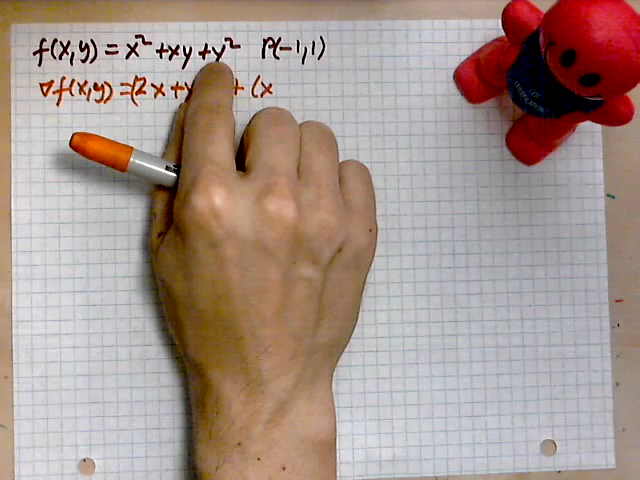 f(x,y) = x² + xy + y² P(-1,1)
∇f(x,y) = (2x + + (x